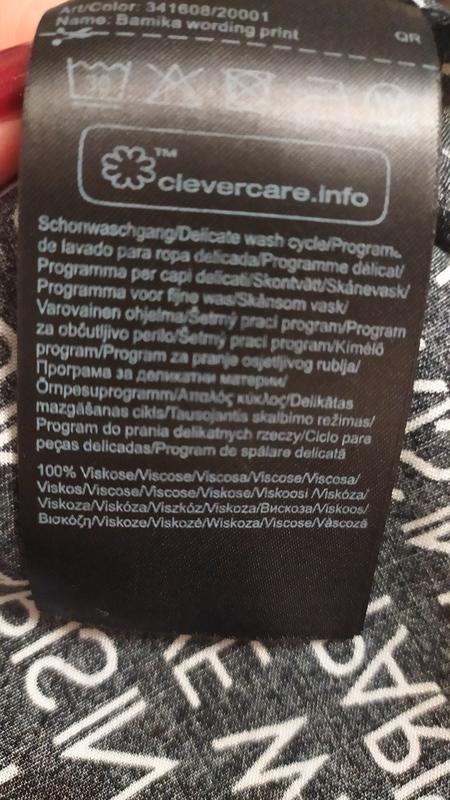 Art/Color: 341608/20001
Name: Bamika wording print
QR
30
W
™
clevercare.info
Schonwaschgang/Delicate wash cycle/Program.
de lavado para ropa delicada/Programme délicat/
Programma per capi delicati/Skontvätt/Skånevask/
Programma voor fijne was/Skånsom vask/
Varovainen ohjelma/Šetrný prací program/Program
za občutljivo perilo/Šetrný prací program/Kímélő
program/Program za pranje osjetljivog rublja/
Програма за деликатни материи/
Õrnpesuprogramm/Απαλός κύκλος/Delikātas
mazgāšanas cikls/Tausojantis skalbimo režimas/
Program do prania delikatnych rzeczy/Ciclo para
peças delicadas/Program de spălare delicată
100% Viskose/Viscose/Viscosa/Viscose/Viscosa/
Viskos/Viscose/Viscose/Viskose/Viskoosi /Viskóza/
Viskoza/Viskóza/Viszkóz/Viskoza/Вискоза/Viskoos/
Βισκόζη/Viskoze/Viskozė/Wiskoza/Viscose/Vâscoză